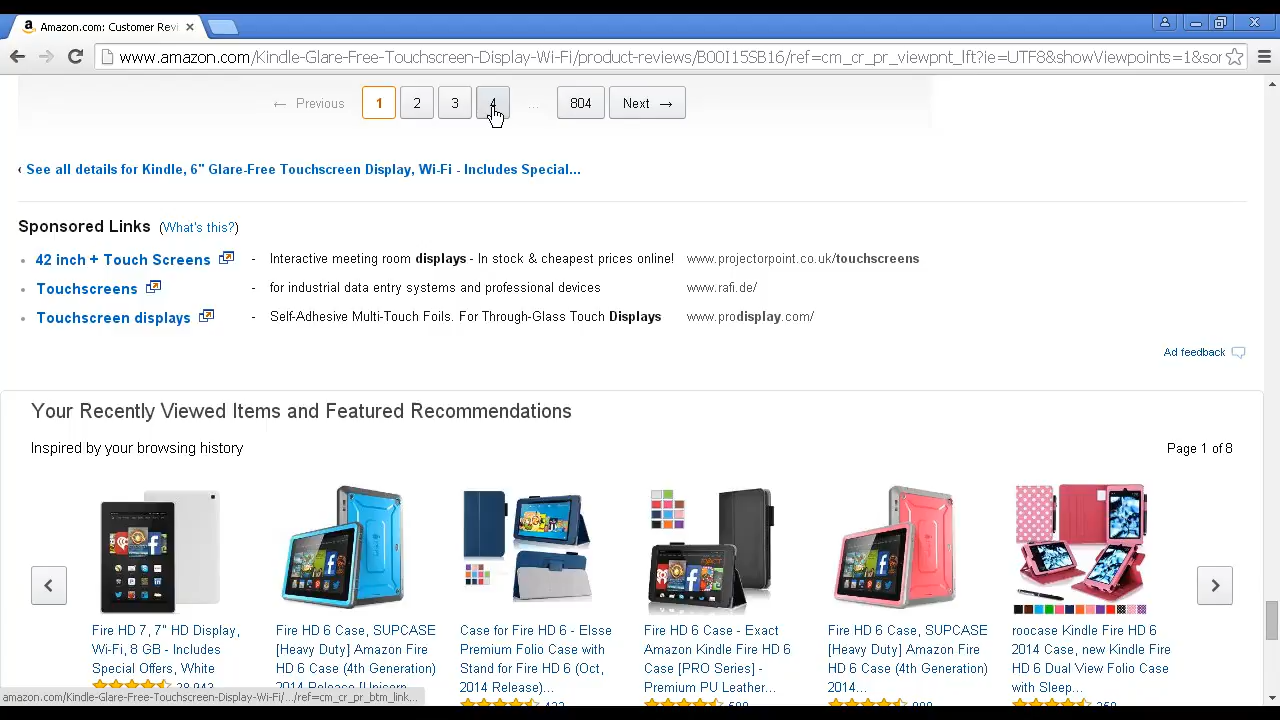 Amazon.com: Customer Revi
www.amazon.com/Kindle-Glare-Free-Touchscreen-Display-Wi-Fi/product-reviews/B00I15SB16/ref=cm_cr_pr_viewpnt_lft?ie=UTF8&showViewpoints=1&sor
← Previous 1 2 3 4 ... 804 Next →
‹ See all details for Kindle, 6" Glare-Free Touchscreen Display, Wi-Fi - Includes Special...
Sponsored Links (What's this?)
42 inch + Touch Screens - Interactive meeting room displays - In stock & cheapest prices online! www.projectorpoint.co.uk/touchscreens
Touchscreens - for industrial data entry systems and professional devices www.rafi.de/
Touchscreen displays - Self-Adhesive Multi-Touch Foils. For Through-Glass Touch Displays www.prodisplay.com/
Ad feedback
Your Recently Viewed Items and Featured Recommendations
Inspired by your browsing history Page 1 of 8
Fire HD 7, 7" HD Display,
Wi-Fi, 8 GB - Includes
Special Offers, White
Fire HD 6 Case, SUPCASE
[Heavy Duty] Amazon Fire
HD 6 Case (4th Generation)
2014 Release [Unicorn
Case for Fire HD 6 - Elsse
Premium Folio Case with
Stand for Fire HD 6 (Oct,
2014 Release)...
Fire HD 6 Case - Exact
Amazon Kindle Fire HD 6
Case [PRO Series] -
Premium PU Leather...
Fire HD 6 Case, SUPCASE
[Heavy Duty] Amazon Fire
HD 6 Case (4th Generation)
2014...
roocase Kindle Fire HD 6
2014 Case, new Kindle Fire
HD 6 Dual View Folio Case
with Sleep...
amazon.com/Kindle-Glare-Free-Touchscreen-Display-Wi-Fi/.../ref=cm_cr_pr_btm_link...